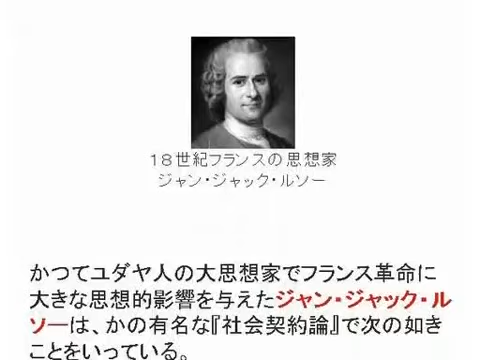 18世紀フランスの思想家
ジャン・ジャック・ルソー
かつてユダヤ人の大思想家でフランス革命に
大きな思想的影響を与えたジャン・ジャック・ル
ソーは、かの有名な『社会契約論』で次の如き
ことをいっている。